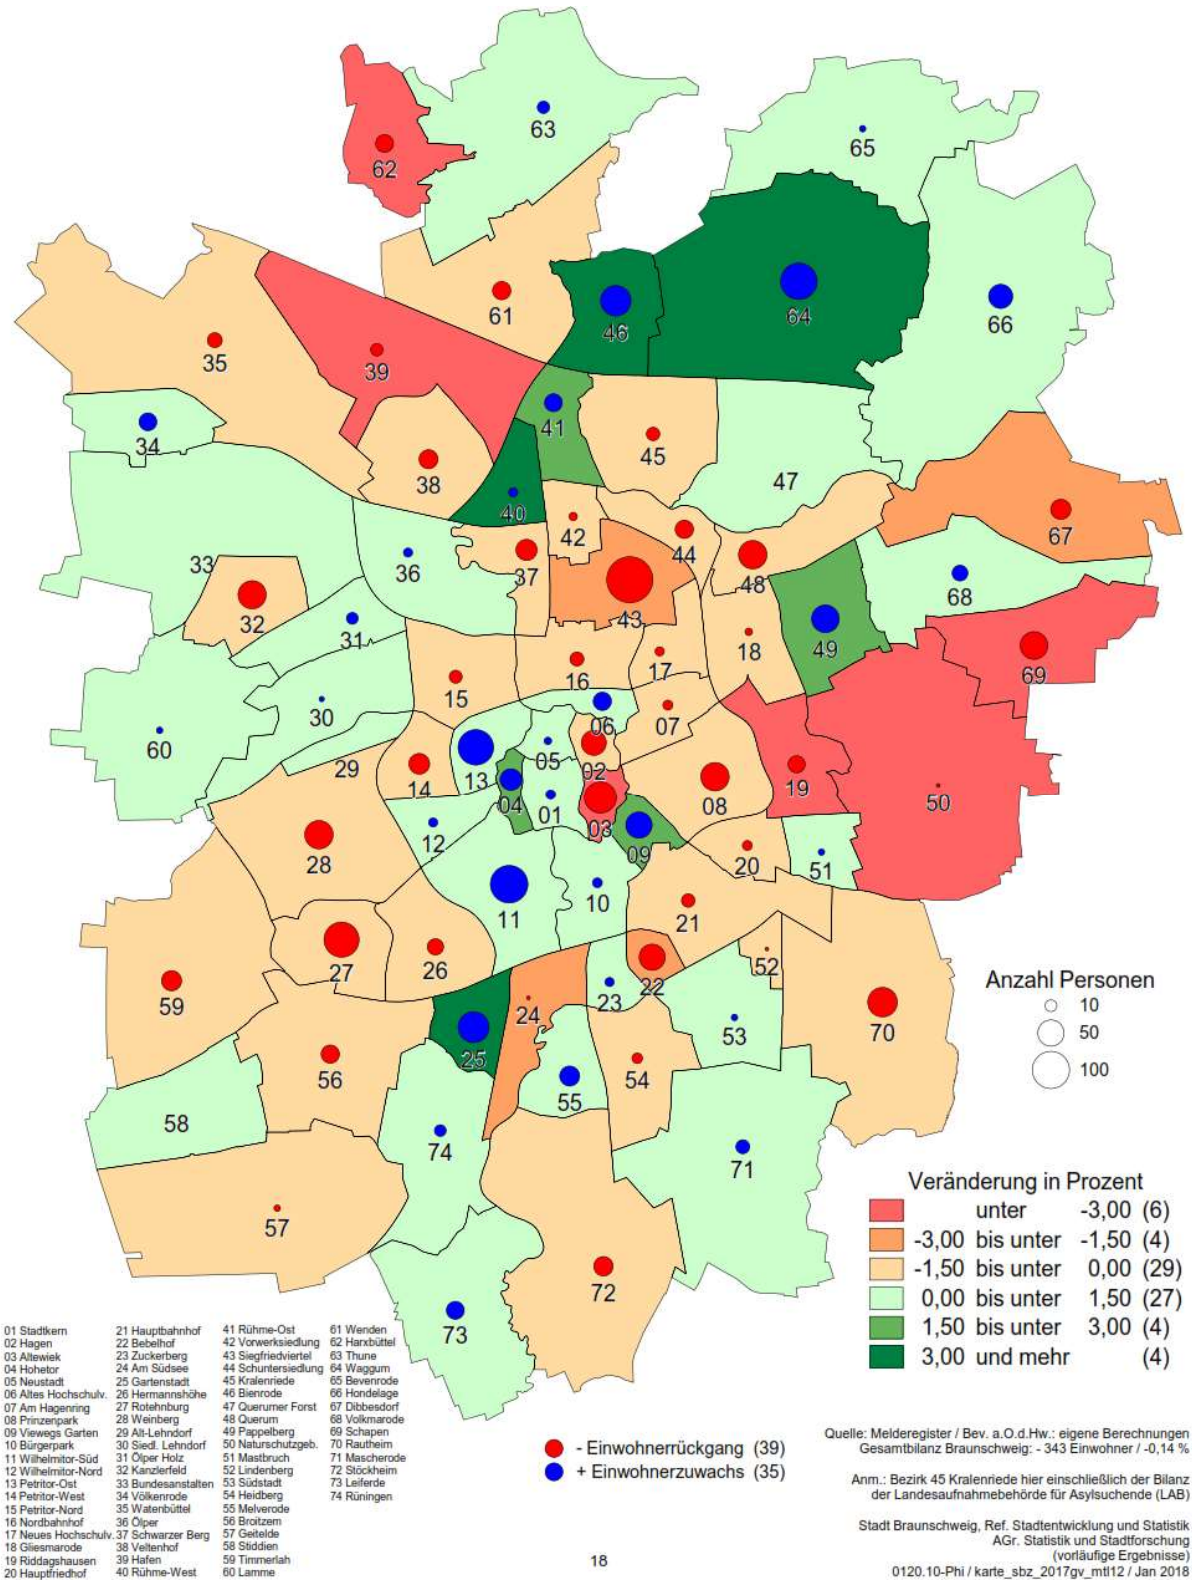 63
65
62
66
61
46
64
35
39
41
34
45
38
47
40
67
42
44
36
37
48
33
68
43
32
31
18
49
17
16
69
15
30
06
07
60
05
02
13
29
14
04
01
03
08
19
50
12
09
28
20
51
10
11
21
26
27
52
22
59
23
24
53
70
25
54
56
55
58
74
71
57
72
73
Anzahl Personen
10
50
100
Veränderung in Prozent
unter -3,00 (6)
-3,00 bis unter -1,50 (4)
-1,50 bis unter 0,00 (29)
0,00 bis unter 1,50 (27)
1,50 bis unter 3,00 (4)
3,00 und mehr (4)
01 Stadtkern
02 Hagen
03 Altewiek
04 Hohetor
05 Neustadt
06 Altes Hochschulv.
07 Am Hagenring
08 Prinzenpark
09 Viewegs Garten
10 Bürgerpark
11 Wilhelmitor-Süd
12 Wilhelmitor-Nord
13 Petritor-Ost
14 Petritor-West
15 Petritor-Nord
16 Nordbahnhof
17 Neues Hochschulv.
18 Gliesmarode
19 Riddagshausen
20 Hauptfriedhof
21 Hauptbahnhof
22 Bebelhof
23 Zuckerberg
24 Am Südsee
25 Gartenstadt
26 Hermannshöhe
27 Rotehnburg
28 Weinberg
29 Alt-Lehndorf
30 Siedl. Lehndorf
31 Ölper Holz
32 Kanzlerfeld
33 Bundesanstalten
34 Völkenrode
35 Watenbüttel
36 Ölper
37 Schwarzer Berg
38 Veltenhof
39 Hafen
40 Rühme-West
41 Rühme-Ost
42 Vorwerksiedlung
43 Siegfriedviertel
44 Schuntersiedlung
45 Kralenriede
46 Bienrode
47 Querumer Forst
48 Querum
49 Pappelberg
50 Naturschutzgeb.
51 Mastbruch
52 Lindenberg
53 Südstadt
54 Heidberg
55 Melverode
56 Broitzem
57 Geitelde
58 Stiddien
59 Timmerlah
60 Lamme
61 Wenden
62 Harxbüttel
63 Thune
64 Waggum
65 Bevenrode
66 Hondelage
67 Dibbesdorf
68 Volkmarode
69 Schapen
70 Rautheim
71 Mascherode
72 Stöckheim
73 Leiferde
74 Rüningen
- Einwohnerrückgang (39)
+ Einwohnerzuwachs (35)
Quelle: Melderegister / Bev. a.O.d.Hw.: eigene Berechnungen
Gesamtbilanz Braunschweig: - 343 Einwohner / -0,14 %
Anm.: Bezirk 45 Kralenriede hier einschließlich der Bilanz
der Landesaufnahmebehörde für Asylsuchende (LAB)
Stadt Braunschweig, Ref. Stadtentwicklung und Statistik
AGr. Statistik und Stadtforschung
(vorläufige Ergebnisse)
0120.10-Phi / karte_sbz_2017gv_mtl12 / Jan 2018
18